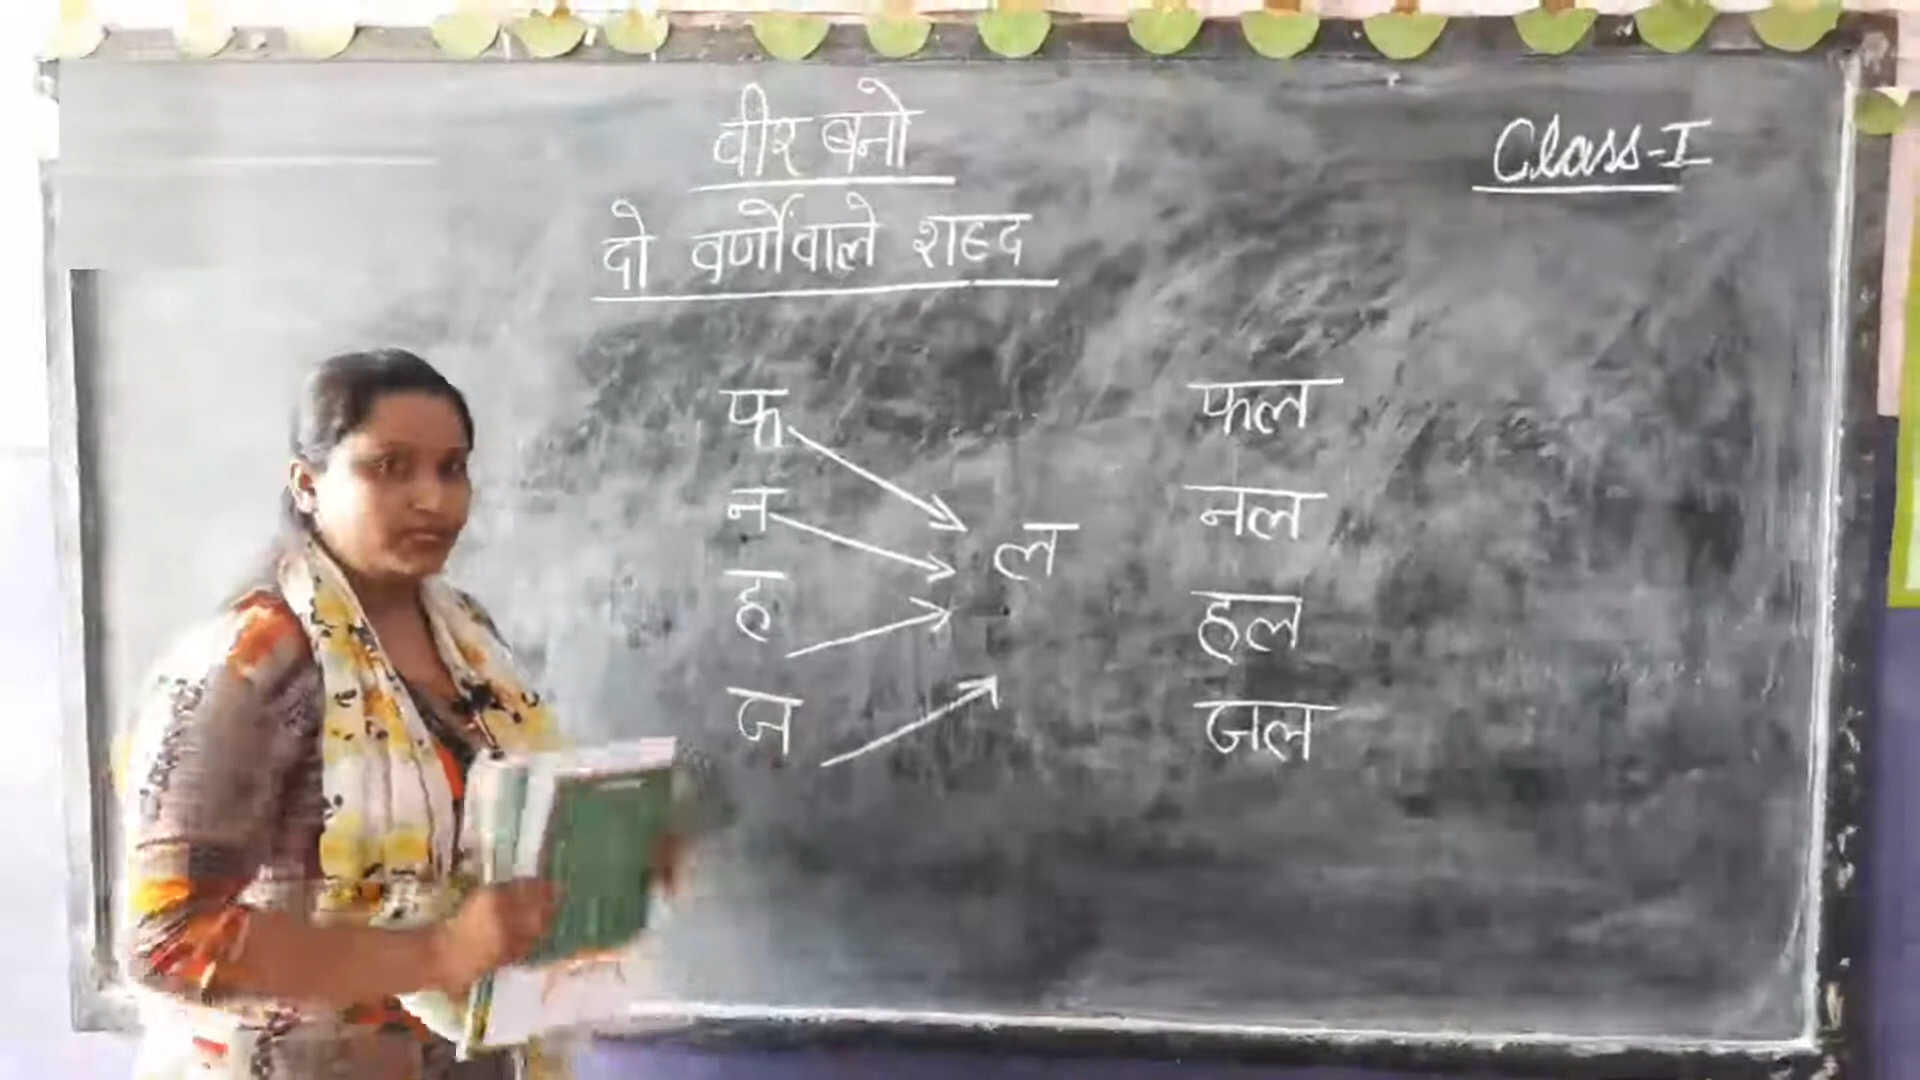 वीर बनो
Class-I
दो वर्णोंवाले शब्द
फ
न
ह
ज
ल
फल
नल
हल
जल